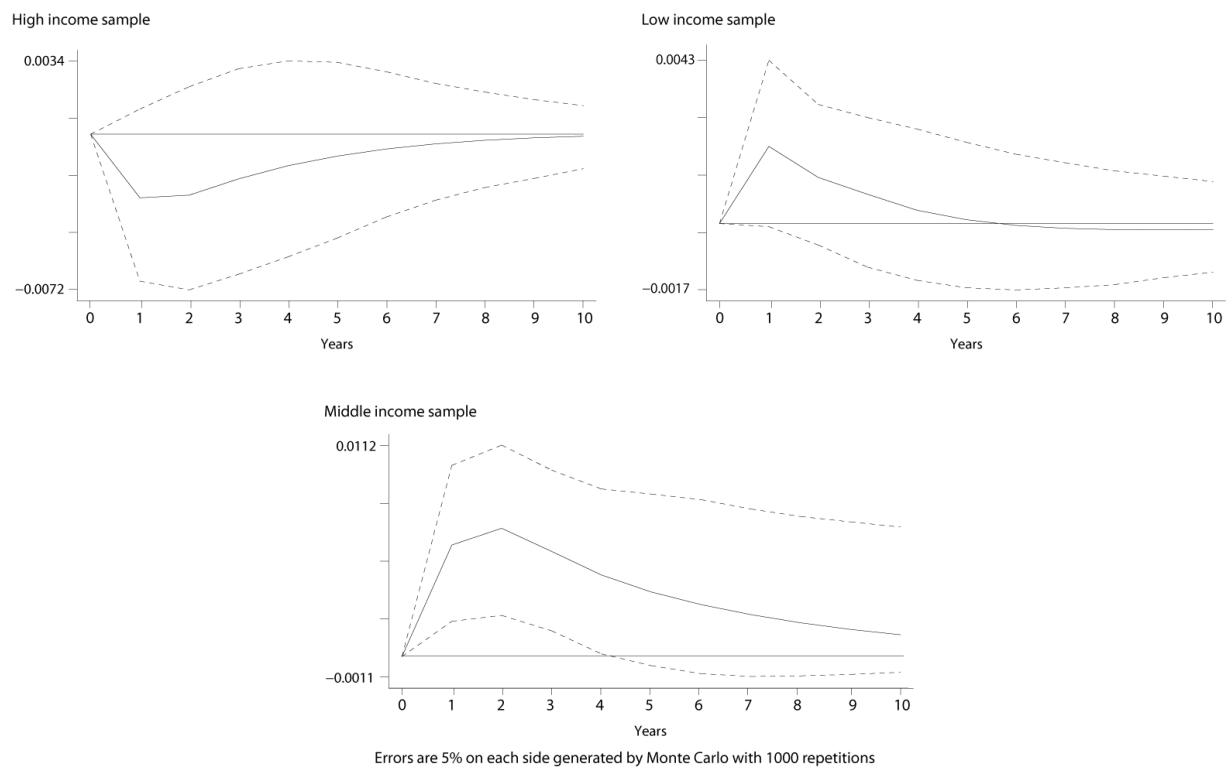 High income sample
0.0034
−0.0072
0 1 2 3 4 5 6 7 8 9 10
Years
Low income sample
0.0043
−0.0017
0 1 2 3 4 5 6 7 8 9 10
Years
Middle income sample
0.0112
−0.0011
0 1 2 3 4 5 6 7 8 9 10
Years
Errors are 5% on each side generated by Monte Carlo with 1000 repetitions